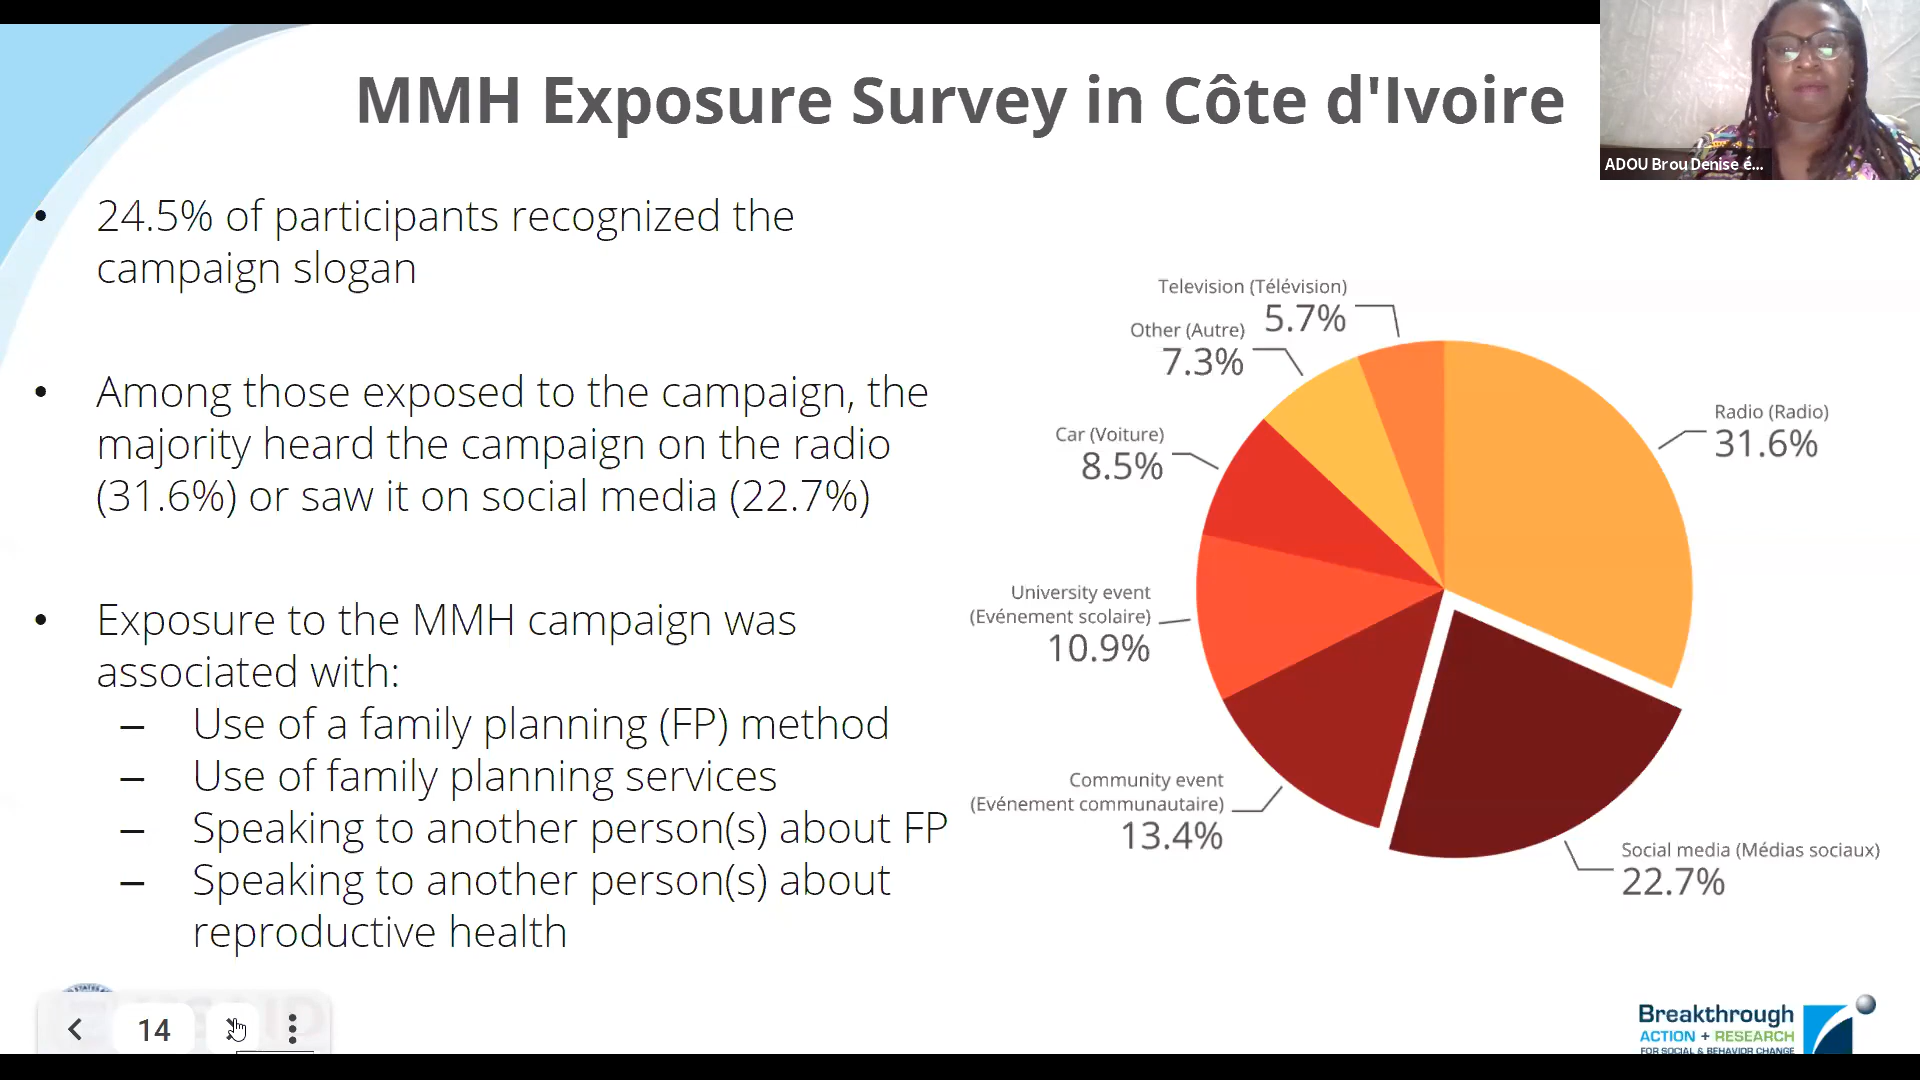 MMH Exposure Survey in Côte d'Ivoire
ADOU Brou Denise é...
• 24.5% of participants recognized the
campaign slogan
• Among those exposed to the campaign, the
majority heard the campaign on the radio
(31.6%) or saw it on social media (22.7%)
• Exposure to the MMH campaign was
associated with:
– Use of a family planning (FP) method
– Use of family planning services
– Speaking to another person(s) about FP
– Speaking to another person(s) about
reproductive health
Television (Télévision)
5.7%
Other (Autre)
7.3%
Car (Voiture)
8.5%
University event
(Evénement scolaire)
10.9%
Community event
(Evénement communautaire)
13.4%
Radio (Radio)
31.6%
Social media (Médias sociaux)
22.7%
14
Breakthrough
ACTION + RESEARCH
FOR SOCIAL & BEHAVIOR CHANGE